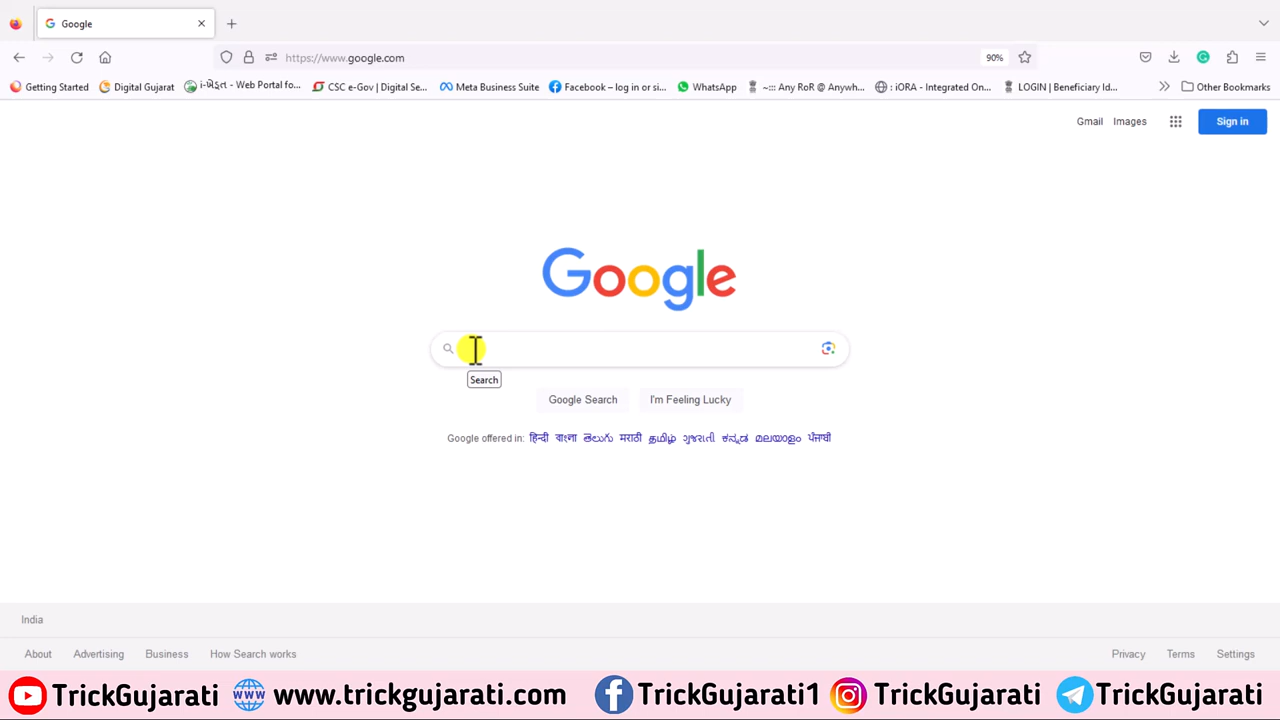 Google
https://www.google.com 90%
Getting Started Digital Gujarat i-ખેડૂત - Web Portal fo... CSC e-Gov | Digital Se... Meta Business Suite Facebook – log in or si... WhatsApp ~::: Any RoR @ Anywh... : iORA - Integrated On... LOGIN | Beneficiary Id... Other Bookmarks
Gmail Images Sign in
Google
Search
Google Search I'm Feeling Lucky
Google offered in: हिन्दी বাংলা తెలుగు मराठी தமிழ் ગુજરાતી ಕನ್ನಡ മലയാളം ਪੰਜਾਬੀ
India
About Advertising Business How Search works Privacy Terms Settings
TrickGujarati www.trickgujarati.com TrickGujarati1 TrickGujarati TrickGujarati